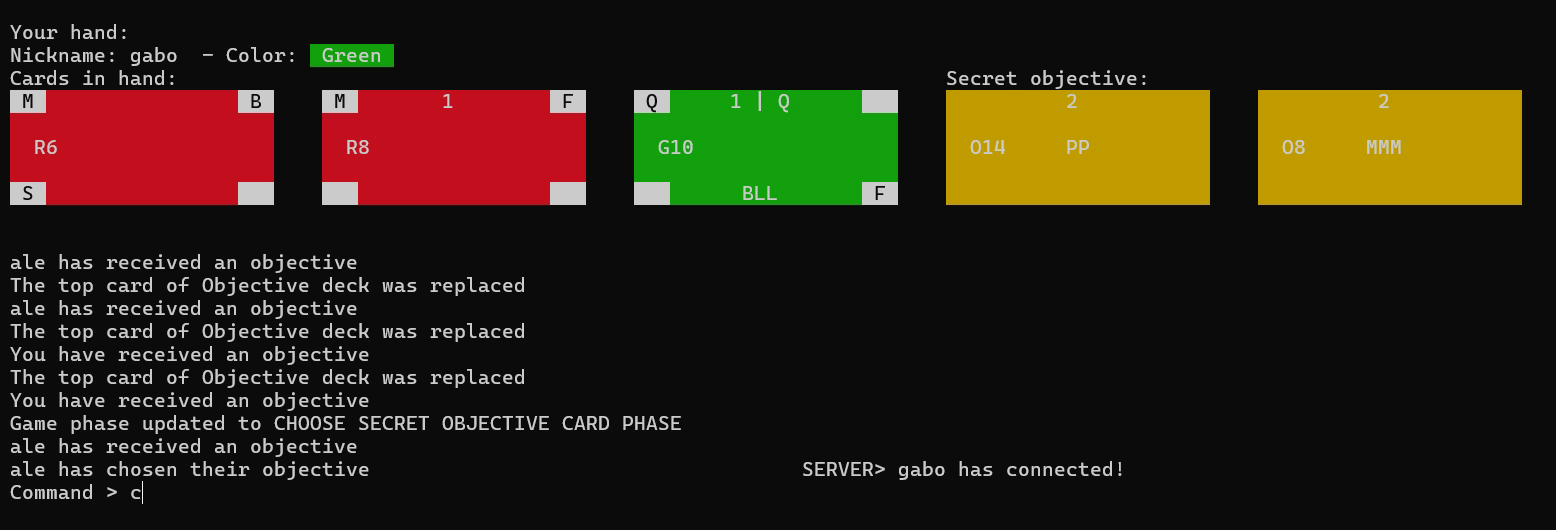 Your hand:
Nickname: gabo  – Color:  Green
Cards in hand: Secret objective:
M B M 1 F Q 1 | Q 2 2
R6 R8 G10 O14 PP O8 MMM
S BLL F
ale has received an objective
The top card of Objective deck was replaced
ale has received an objective
The top card of Objective deck was replaced
You have received an objective
The top card of Objective deck was replaced
You have received an objective
Game phase updated to CHOOSE SECRET OBJECTIVE CARD PHASE
ale has received an objective
ale has chosen their objective SERVER> gabo has connected!
Command > c